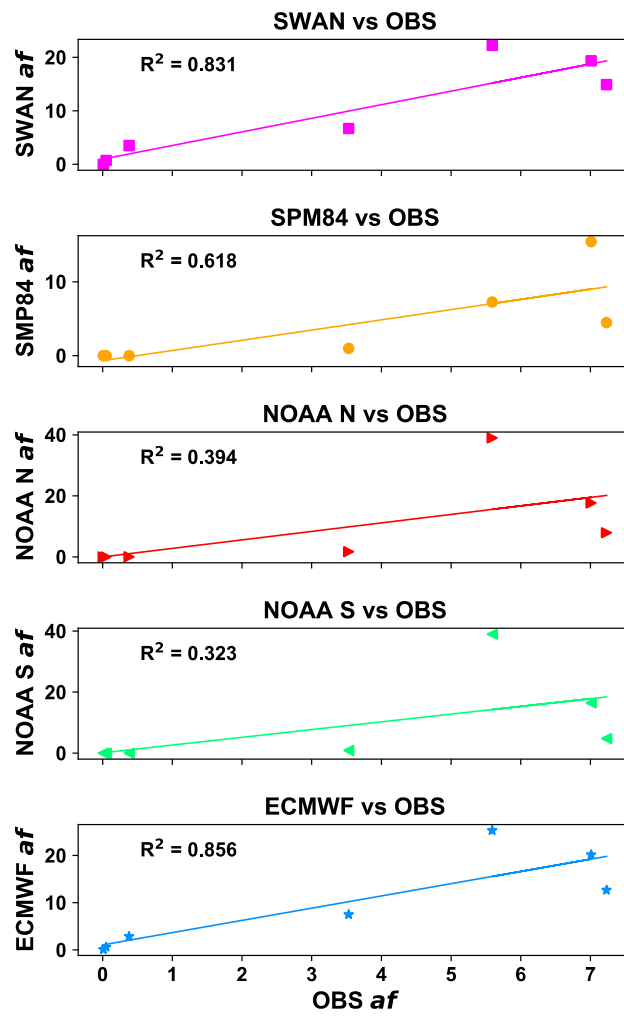 SWAN vs OBS
SWAN af
20
10
0
R² = 0.831
SPM84 vs OBS
SMP84 af
10
0
R² = 0.618
NOAA N vs OBS
NOAA N af
40
20
0
R² = 0.394
NOAA S vs OBS
NOAA S af
40
20
0
R² = 0.323
ECMWF vs OBS
ECMWF af
20
10
0
R² = 0.856
0 1 2 3 4 5 6 7
OBS af